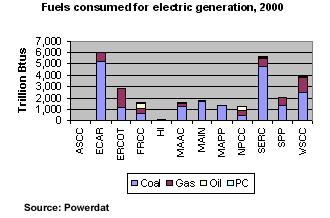 Fuels consumed for electric generation, 2000
Trillion Btus
7,000
6,000
5,000
4,000
3,000
2,000
1,000
0
ASCC
ECAR
ERCOT
FRCC
HI
MAAC
MAIN
MAPP
NPCC
SERC
SPP
WSCC
Coal Gas Oil PC
Source: Powerdat